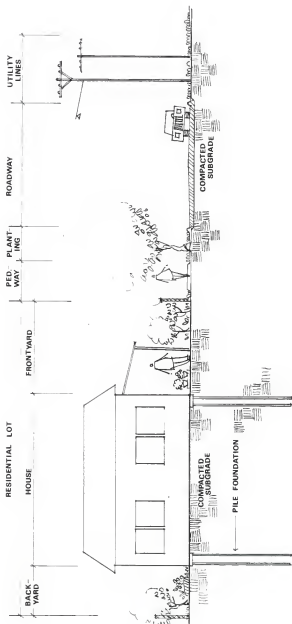 RESIDENTIAL LOT
BACK-
YARD
HOUSE
FRONTYARD
PED.
WAY
PLANT-
ING
ROADWAY
UTILITY
LINES
COMPACTED
SUBGRADE
PILE FOUNDATION
COMPACTED
SUBGRADE